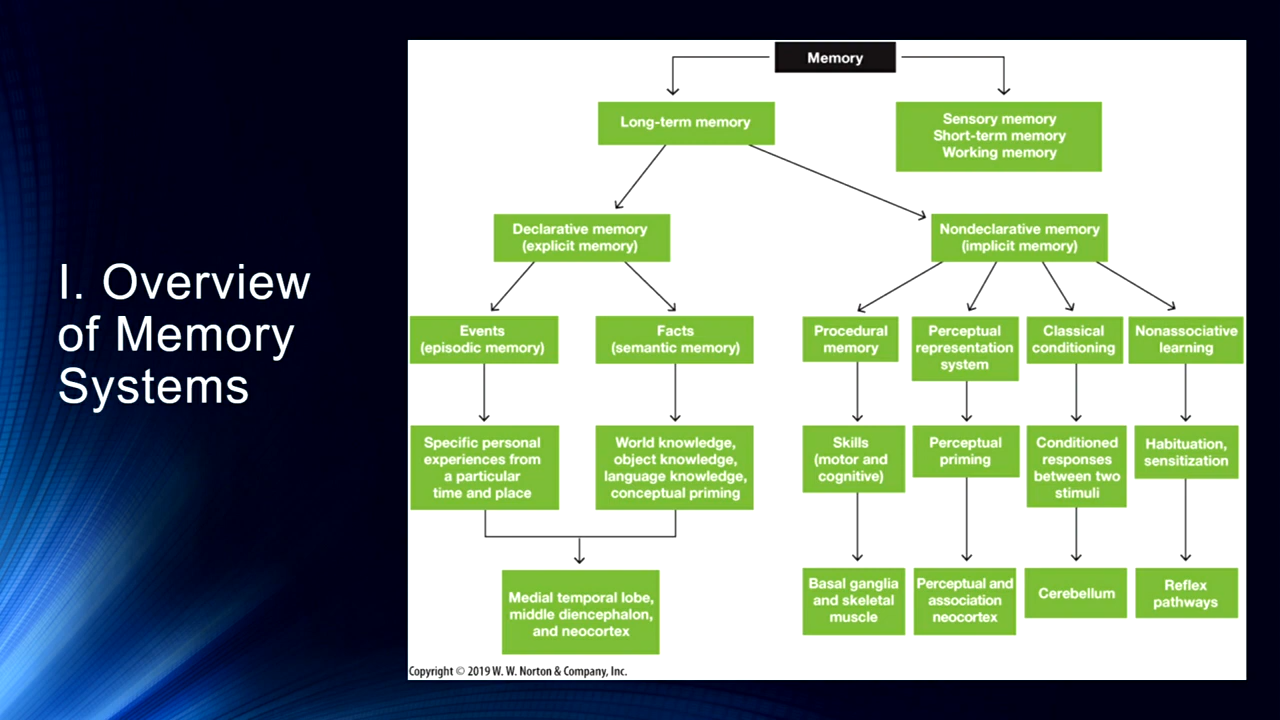 I. Overview
of Memory
Systems
Memory
Long-term memory
Sensory memory
Short-term memory
Working memory
Declarative memory
(explicit memory)
Nondeclarative memory
(implicit memory)
Events
(episodic memory)
Facts
(semantic memory)
Procedural
memory
Perceptual
representation
system
Classical
conditioning
Nonassociative
learning
Specific personal
experiences from
a particular
time and place
World knowledge,
object knowledge,
language knowledge,
conceptual priming
Skills
(motor and
cognitive)
Perceptual
priming
Conditioned
responses
between two
stimuli
Habituation,
sensitization
Medial temporal lobe,
middle diencephalon,
and neocortex
Basal ganglia
and skeletal
muscle
Perceptual and
association
neocortex
Cerebellum
Reflex
pathways
Copyright © 2019 W. W. Norton & Company, Inc.